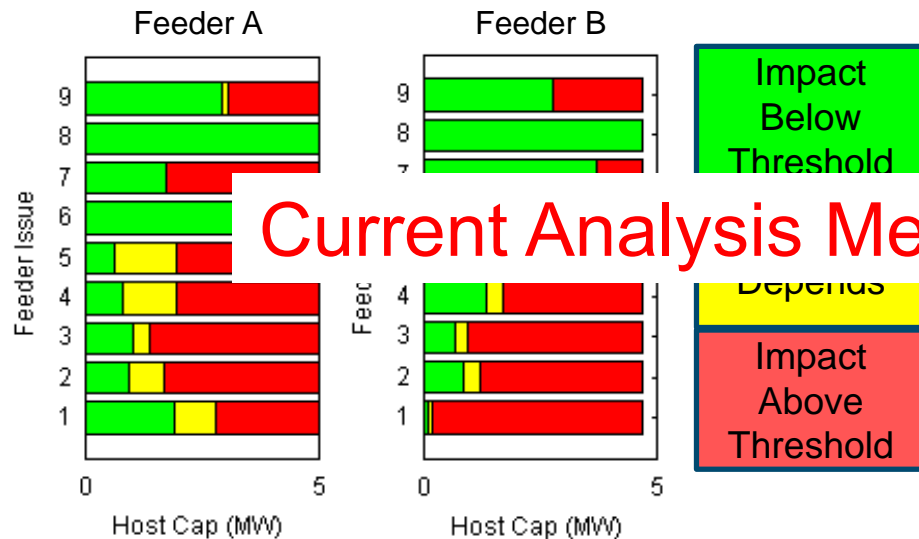 Feeder A
Feeder B
9
8
7
6
5
4
3
2
1
Feeder Issue
0
5
Host Cap (MW)
9
8
4
3
2
1
0
5
Host Cap (MW)
Impact
Below
Threshold
Current Analysis
Depends
Impact
Above
Threshold